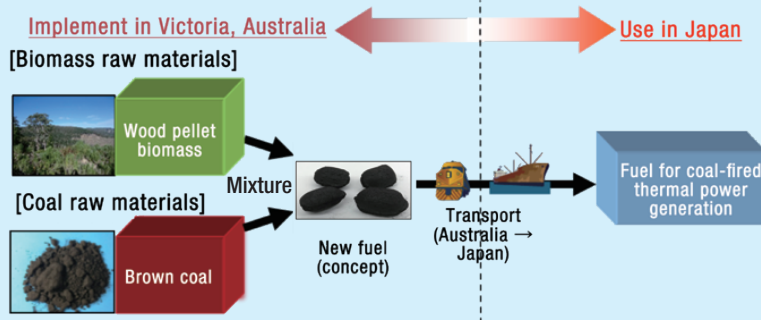 Implement in Victoria, Australia
Use in Japan
[Biomass raw materials]
Wood pellet
biomass
[Coal raw materials]
Brown coal
Mixture
New fuel
(concept)
Transport
(Australia →
Japan)
Fuel for coal-fired
thermal power
generation